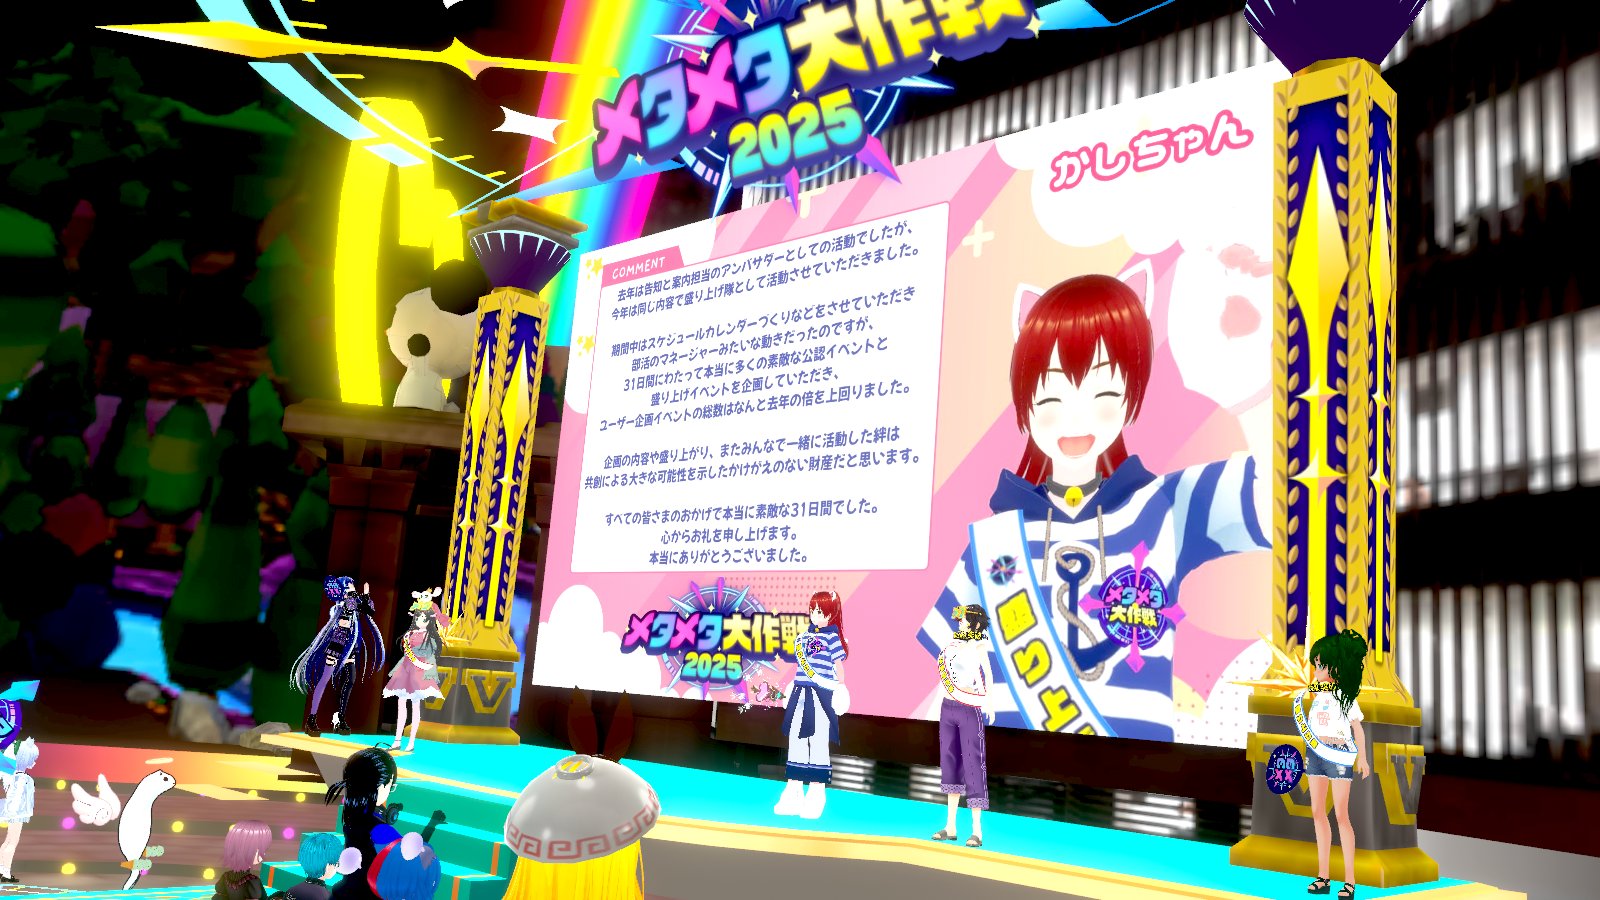 メタメタ大作戦
2025
かしちゃん
COMMENT
去年は告知と案内担当のアンバサダーとしての活動でしたが、
今年は同じ内容で盛り上げ隊として活動させていただきました。
期間中はスケジュールカレンダーづくりなどをさせていただき
部活のマネージャーみたいな動きだったのですが、
31日間にわたって本当に多くの素敵な公認イベントと
盛り上げイベントを企画していただき、
ユーザー企画イベントの総数はなんと去年の倍を上回りました。
企画の内容や盛り上がり、またみんなで一緒に活動した絆は
共創による大きな可能性を示したかけがえのない財産だと思います。
すべての皆さまのおかげで本当に素敵な31日間でした。
心からお礼を申し上げます。
本当にありがとうございました。
メタメタ大作戦
2025
メタメタ
大作戦
盛り上げ